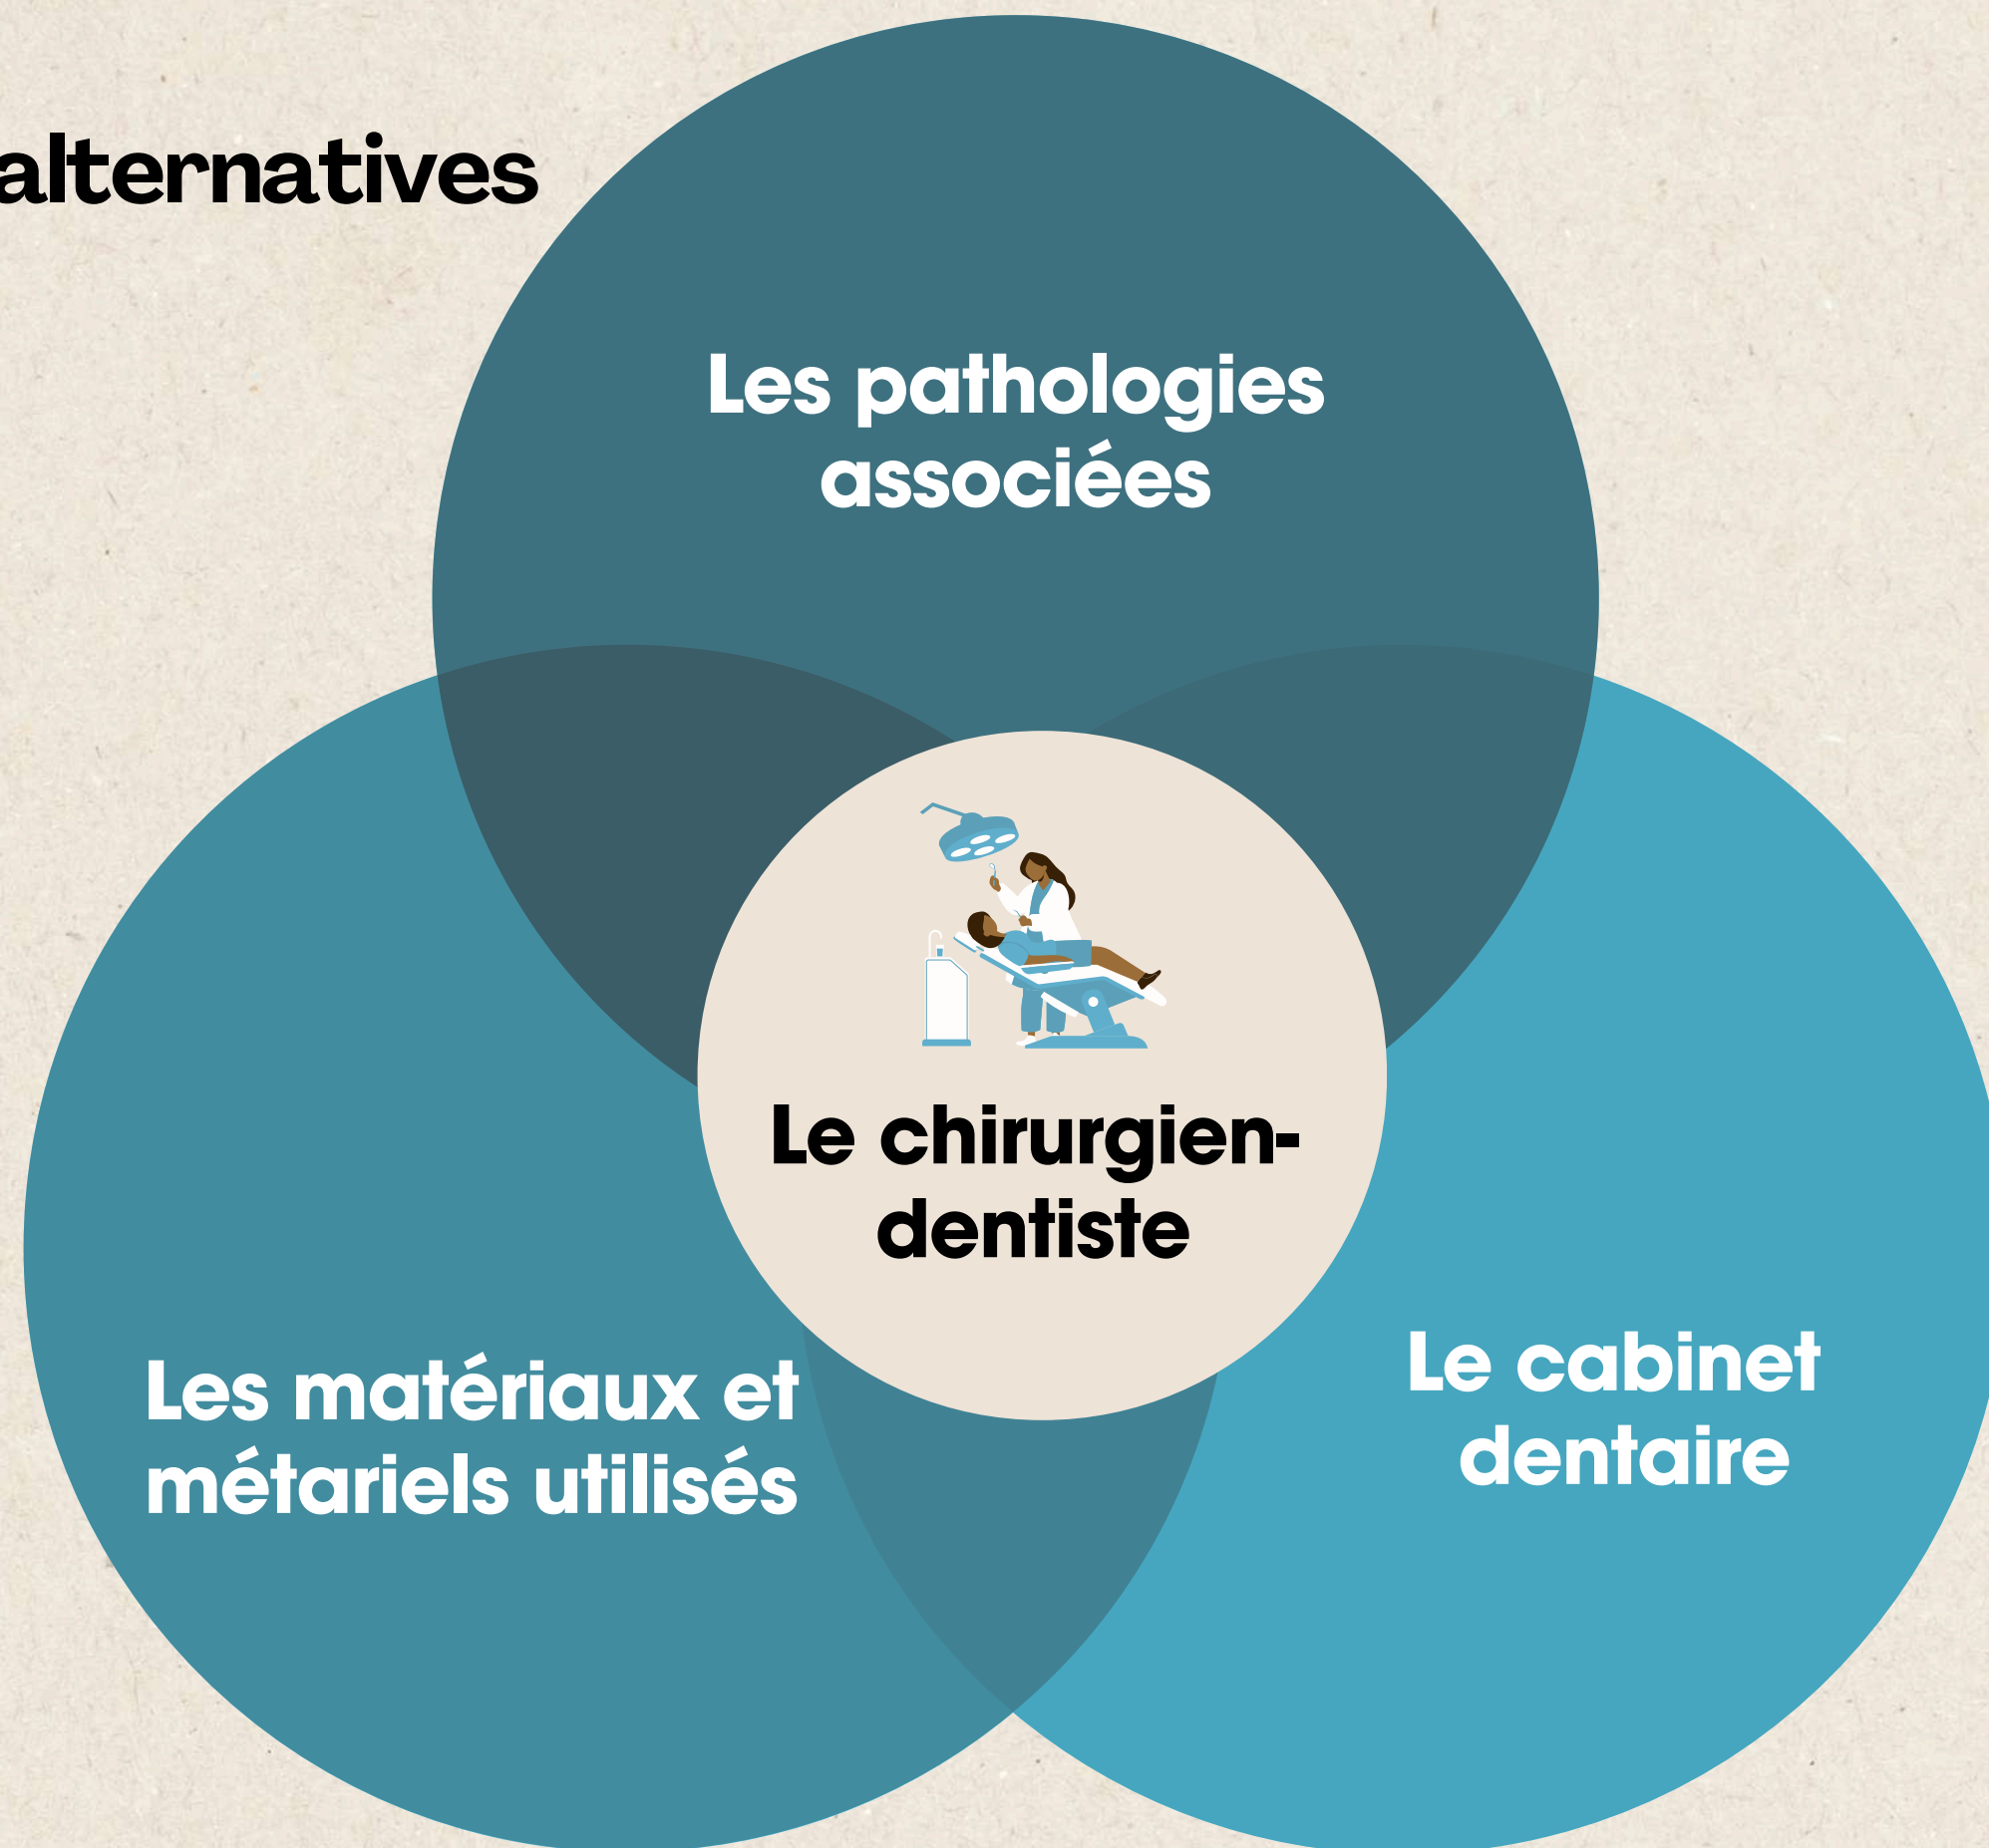 alternatives
Les pathologies
associées
Le chirurgien-
dentiste
Les matériaux et
métariels utilisés
Le cabinet
dentaire